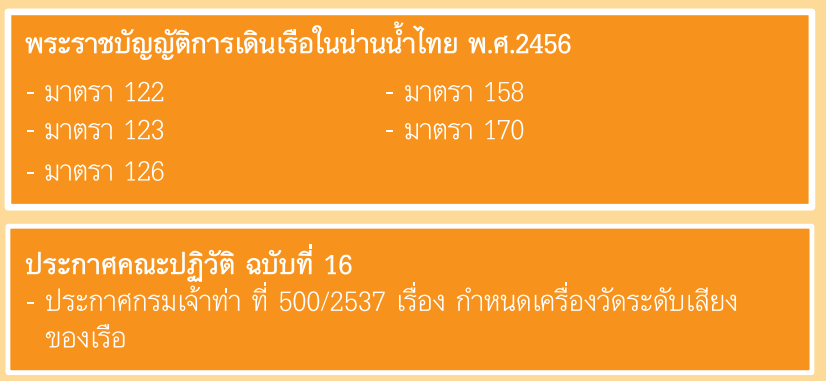 พระราชบัญญัติการเดินเรือในน่านน้ำไทย พ.ศ.2456
- มาตรา 122
- มาตรา 123
- มาตรา 126
- มาตรา 158
- มาตรา 170
ประกาศคณะปฏิวัติ ฉบับที่ 16
- ประกาศกรมเจ้าท่า ที่ 500/2537 เรื่อง กำหนดเครื่องวัดระดับเสียง
ของเรือ